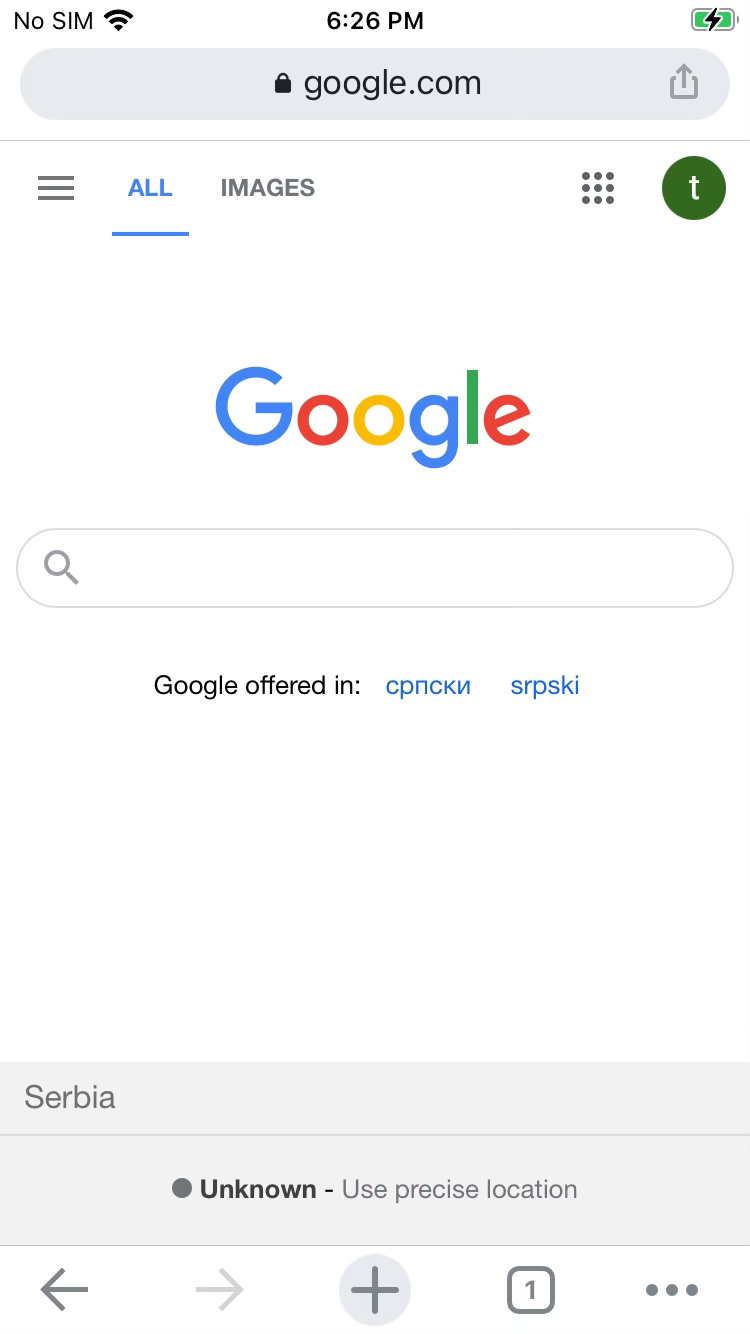 No SIM 6:26 PM
google.com
ALL IMAGES t
Google
Google offered in: српски srpski
Serbia
Unknown - Use precise location
1